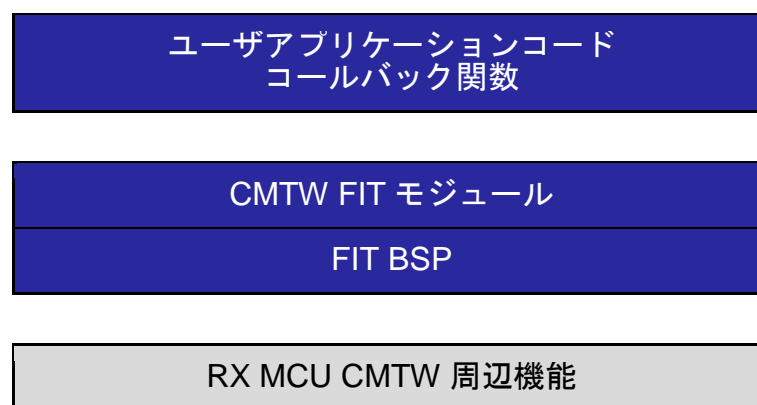 ユーザアプリケーションコード
コールバック関数
CMTW FIT モジュール
FIT BSP
RX MCU CMTW 周辺機能